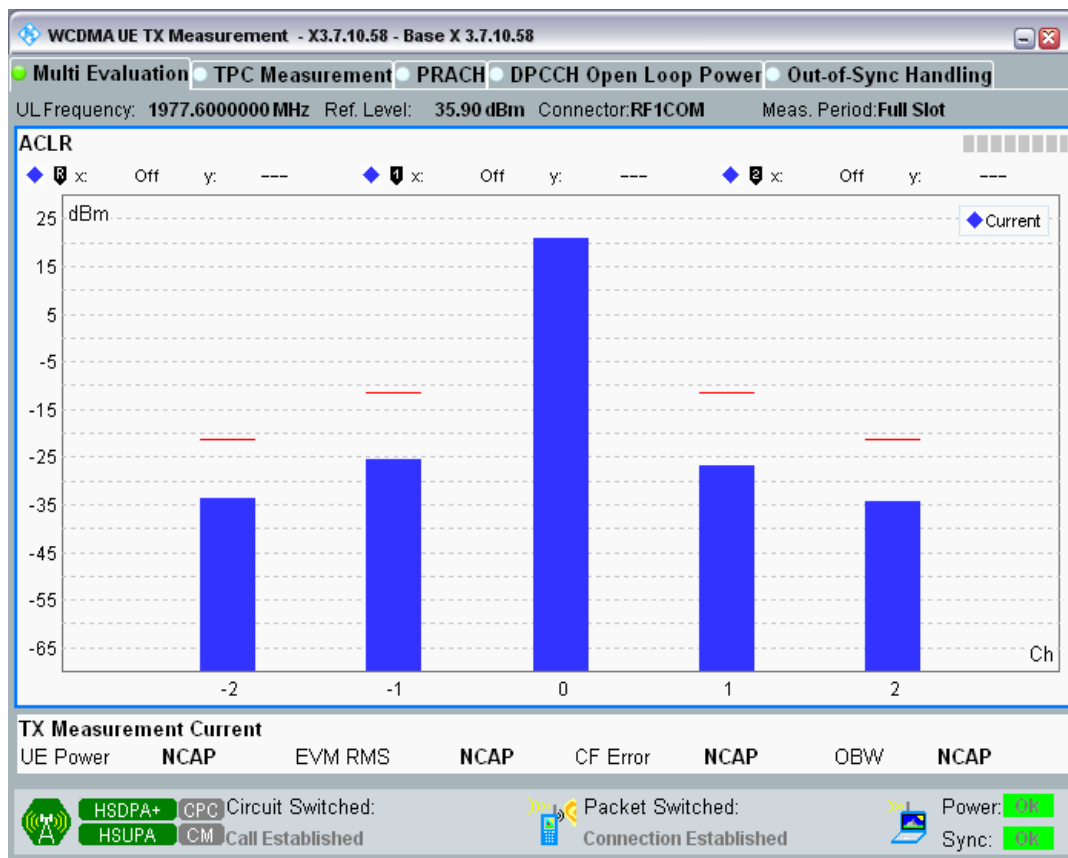 WCDMA UE TX Measurement - X3.7.10.58 - Base X 3.7.10.58
Multi Evaluation TPC Measurement PRACH DPCCH Open Loop Power Out-of-Sync Handling
UL Frequency: 1977.6000000 MHz Ref. Level: 35.90 dBm Connector:RF1COM Meas. Period:Full Slot
ACLR
R x: Off y: --- 1 x: Off y: --- 2 x: Off y: ---
dBm
Current
25
15
5
-5
-15
-25
-35
-45
-55
-65
Ch
-2 -1 0 1 2
TX Measurement Current
UE Power NCAP EVM RMS NCAP CF Error NCAP OBW NCAP
HSDPA+ CPC Circuit Switched: Packet Switched: Power: OK
HSUPA CM Call Established Connection Established Sync: OK